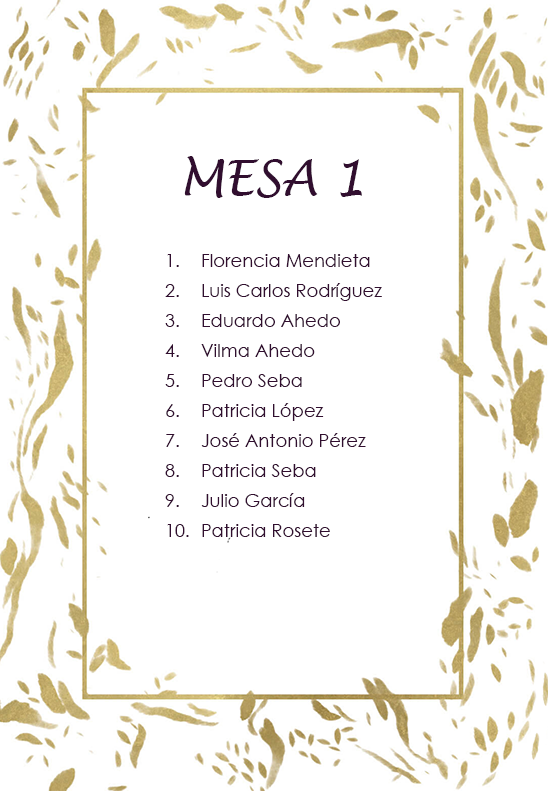 MESA 1
1. Florencia Mendieta
2. Luis Carlos Rodríguez
3. Eduardo Ahedo
4. Vilma Ahedo
5. Pedro Seba
6. Patricia López
7. José Antonio Pérez
8. Patricia Seba
9. Julio García
10. Patricia Rosete